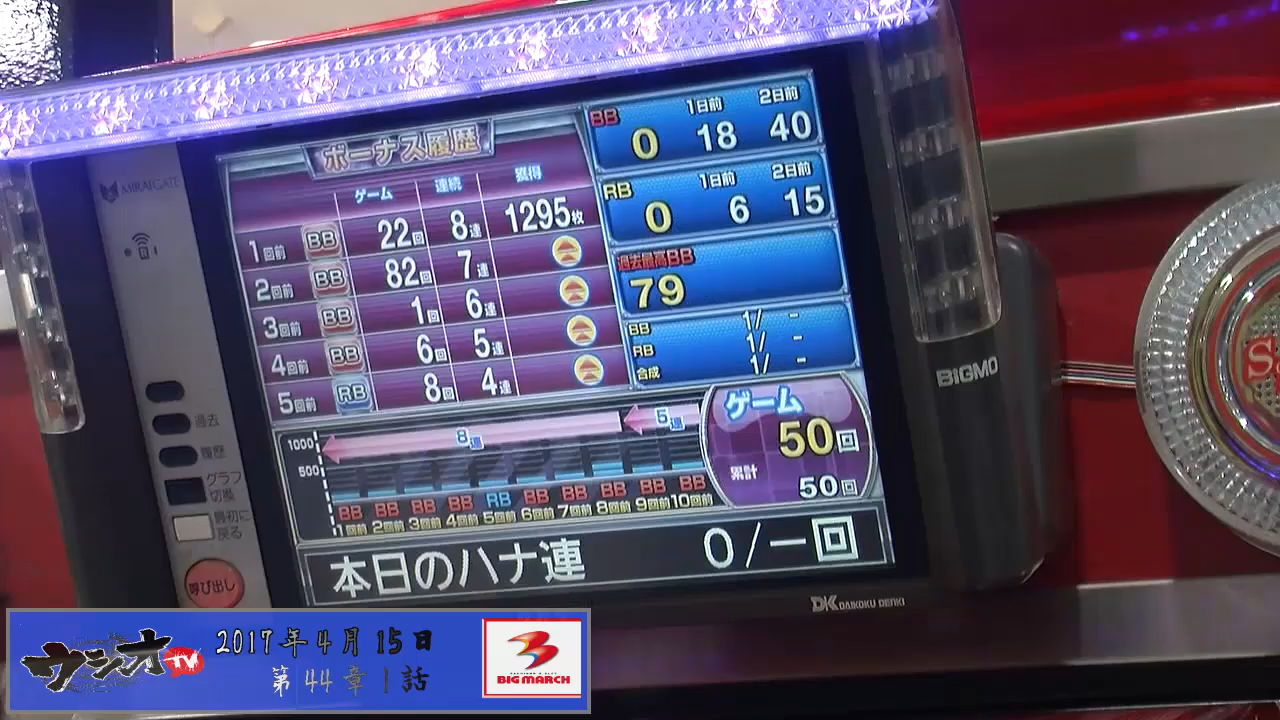 MIRAIGATE
ボーナス履歴
ゲーム 連続 獲得
1回前 BB 22回 8連 1295枚
2回前 BB 82回 7連
3回前 BB 1回 6連
4回前 BB 6回 5連
5回前 RB 8回 4連
1日前 2日前
BB 0 18 40
1日前 2日前
RB 0 6 15
過去最高BB
79
BB 1/ -
RB 1/ -
合成 1/ -
ゲーム
50回
累計
50回
1000
500
8連 5連
BB BB BB BB RB BB BB BB BB BB
1回前 2回前 3回前 4回前 5回前 6回前 7回前 8回前 9回前 10回前
本日のハナ連 0/ー回
過去
履歴
グラフ
切換
最初に
戻る
呼び出し
BiGMO
DK DAIKOKU DENKI
ウシオTV
2017年4月15日
第44章1話
BIG MARCH